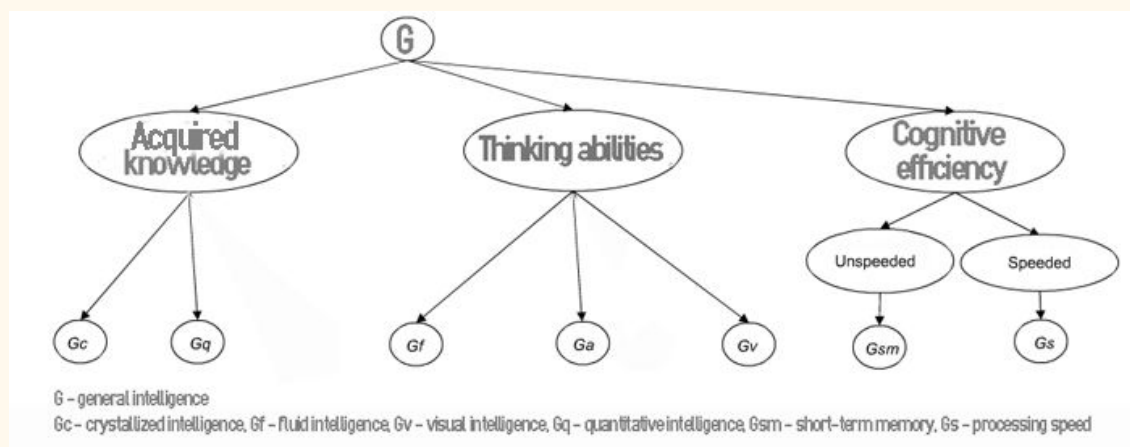 G
Acquired
knowledge
Thinking abilities
Cognitive
efficiency
Unspeeded
Speeded
Gc
Gq
Gf
Ga
Gv
Gsm
Gs
G - general intelligence
Gc - crystallized intelligence, Gf - fluid intelligence, Gv - visual intelligence, Gq - quantitative intelligence, Gsm - short-term memory, Gs - processing speed